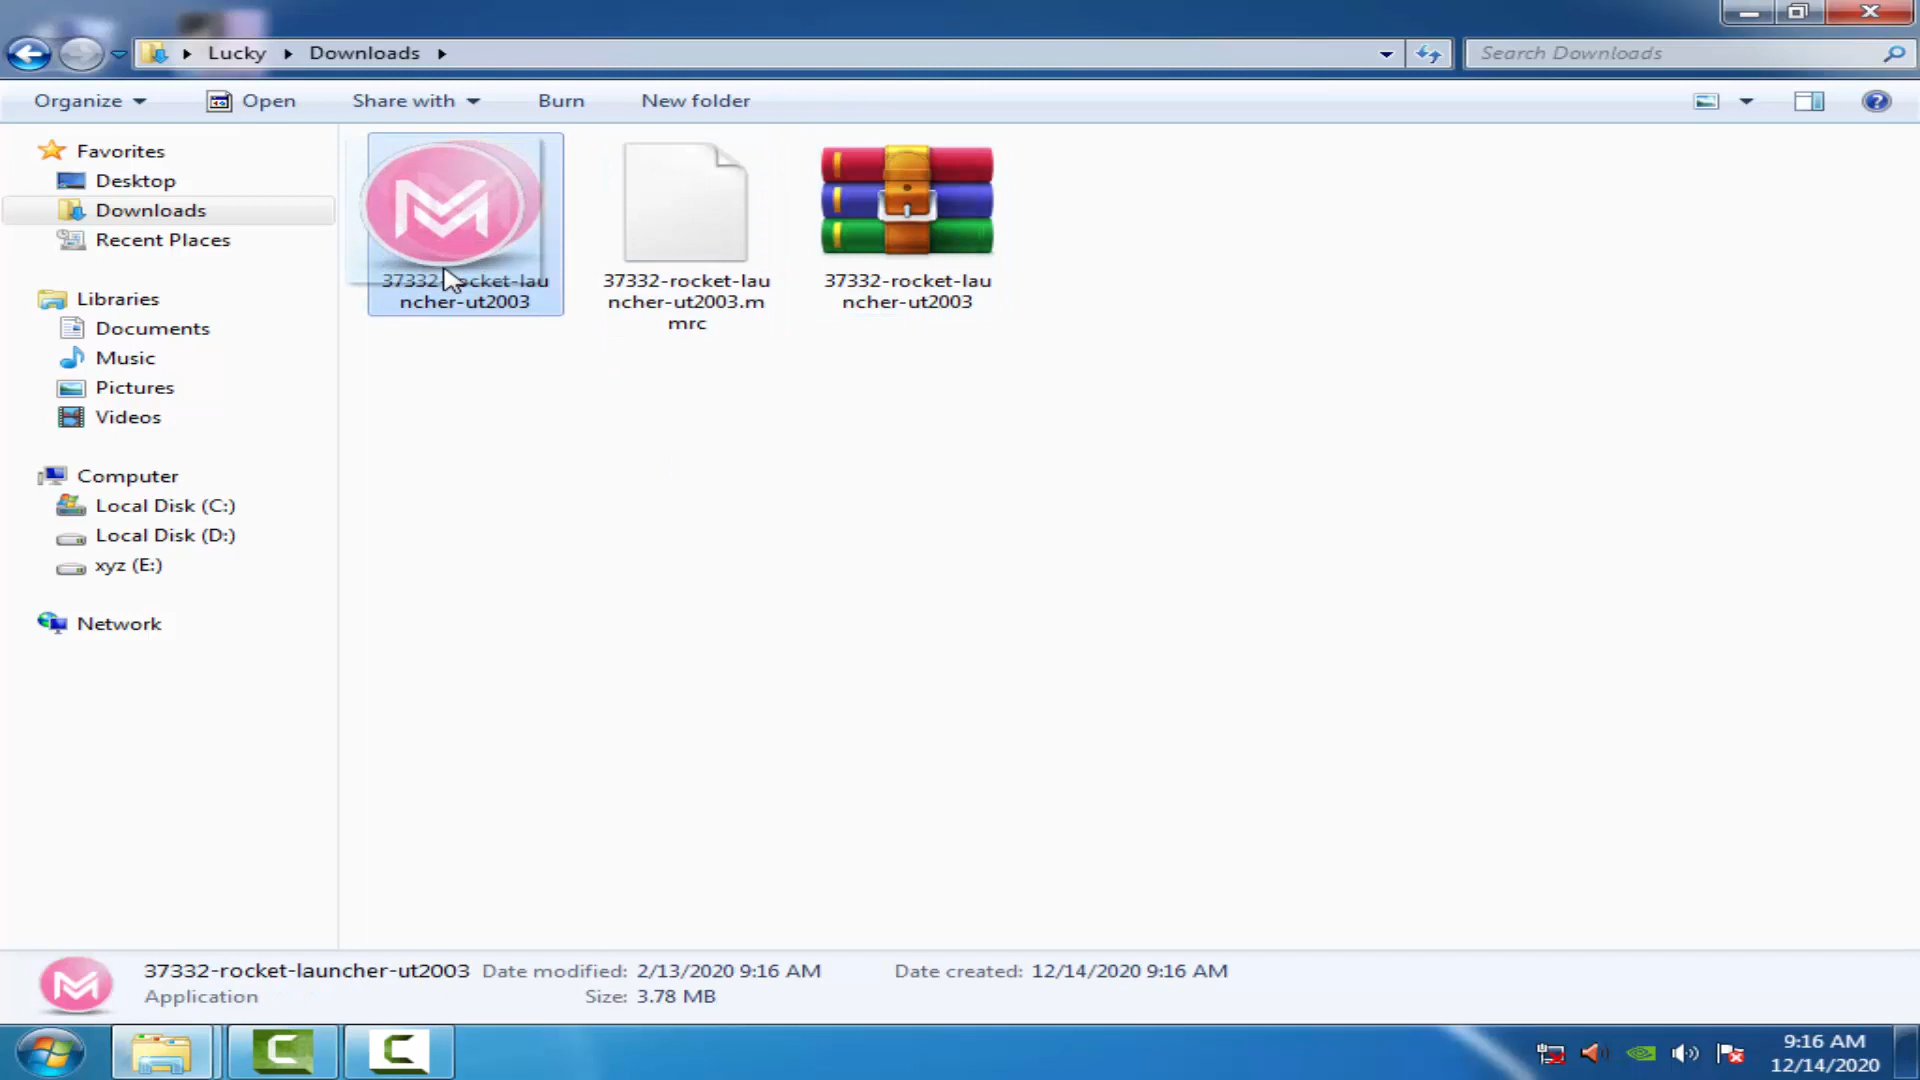 Lucky Downloads
Search Downloads
Organize Open Share with Burn New folder
Favorites
Desktop
Downloads
Recent Places
Libraries
Documents
Music
Pictures
Videos
Computer
Local Disk (C:)
Local Disk (D:)
xyz (E:)
Network
37332-rocket-lau
ncher-ut2003
37332-rocket-lau
ncher-ut2003.m
mrc
37332-rocket-lau
ncher-ut2003
37332-rocket-launcher-ut2003 Date modified: 2/13/2020 9:16 AM Date created: 12/14/2020 9:16 AM
Application Size: 3.78 MB
9:16 AM
12/14/2020